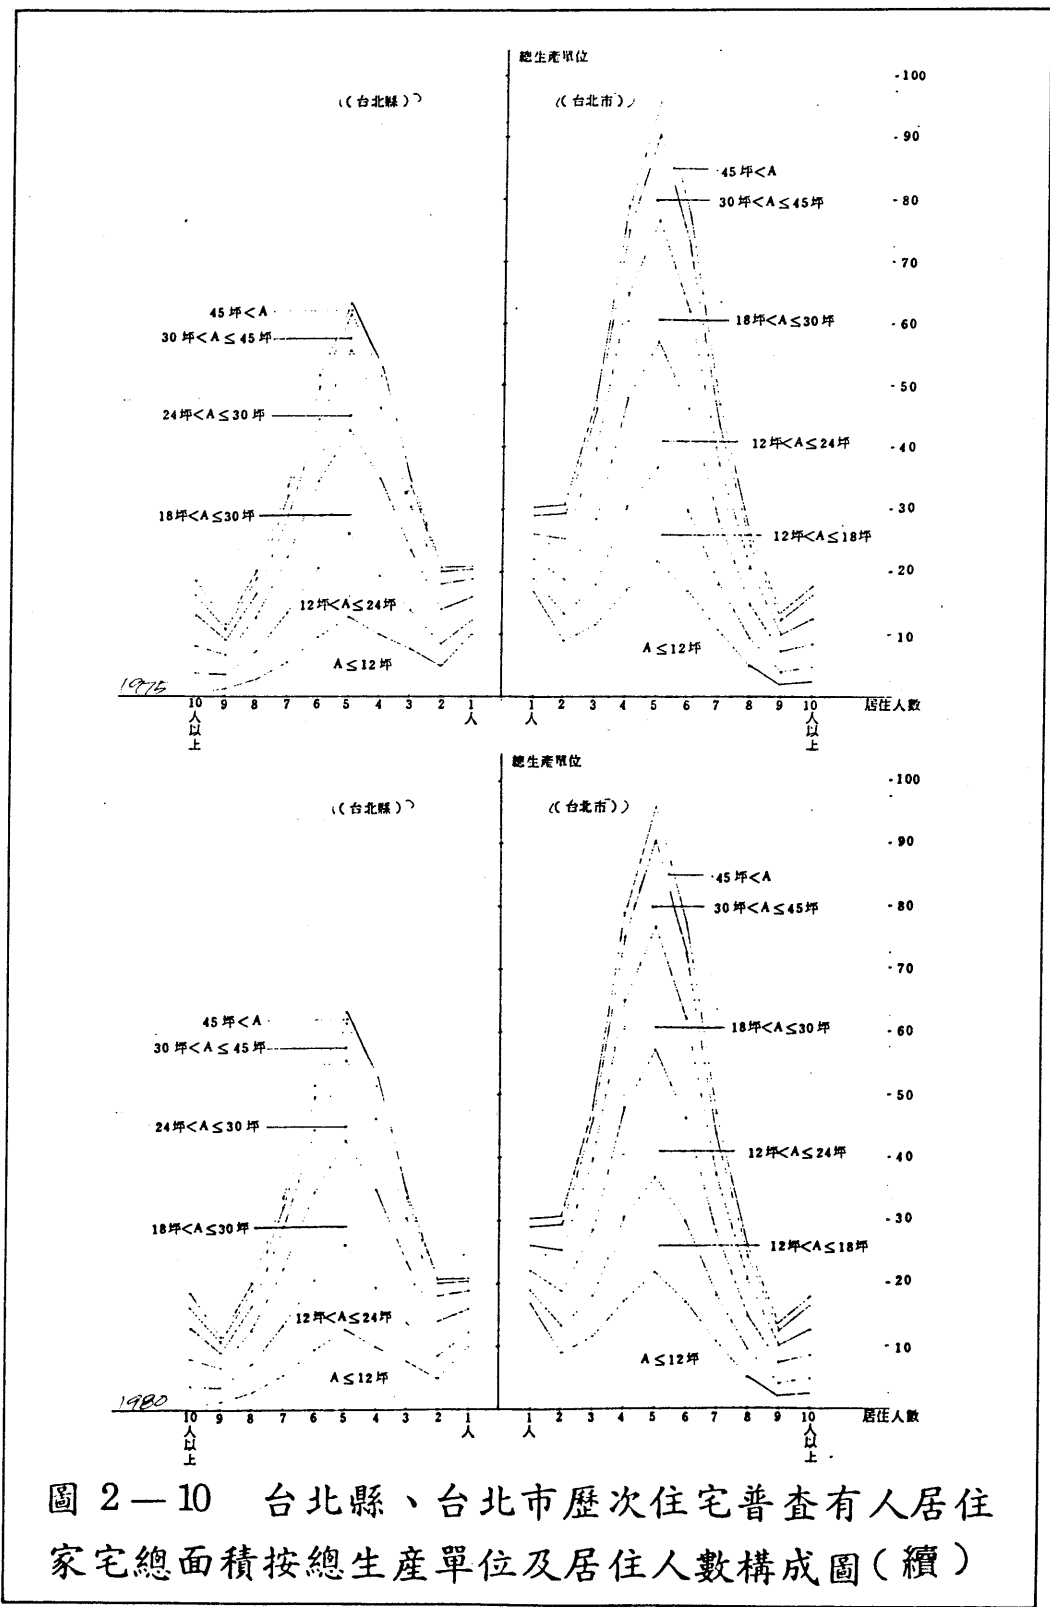 總生產單位
(台北縣)
(台北市)
100
90
80
70
60
50
40
30
20
10
45坪<A
30坪<A≤45坪
18坪<A≤30坪
12坪<A≤24坪
12坪<A≤18坪
A≤12坪
45坪<A
30坪<A≤45坪
24坪<A≤30坪
18坪<A≤30坪
12坪<A≤24坪
A≤12坪
1975
10人以上 9 8 7 6 5 4 3 2 1人
1人 2 3 4 5 6 7 8 9 10人以上 居住人數
總生產單位
(台北縣)
(台北市)
100
90
80
70
60
50
40
30
20
10
45坪<A
30坪<A≤45坪
18坪<A≤30坪
12坪<A≤24坪
12坪<A≤18坪
A≤12坪
45坪<A
30坪<A≤45坪
24坪<A≤30坪
18坪<A≤30坪
12坪<A≤24坪
A≤12坪
1980
10人以上 9 8 7 6 5 4 3 2 1人
1人 2 3 4 5 6 7 8 9 10人以上 居住人數
圖 2—10 台北縣、台北市歷次住宅普查有人居住
家宅總面積按總生產單位及居住人數構成圖(續)